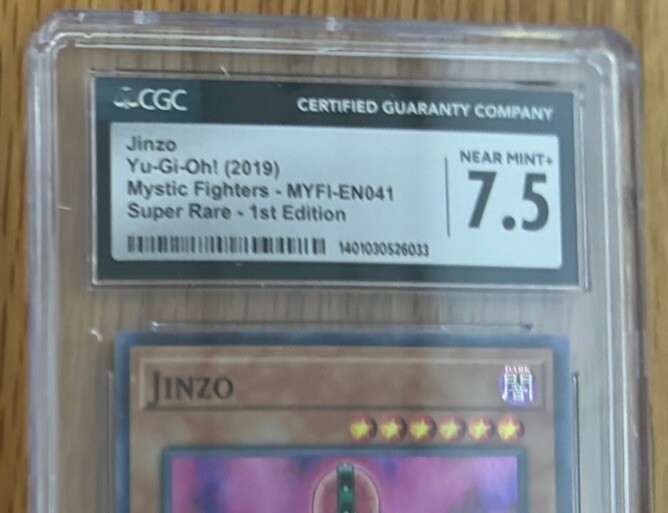 CGC
CERTIFIED GUARANTY COMPANY
Jinzo
Yu-Gi-Oh! (2019)
Mystic Fighters - MYFI-EN041
Super Rare - 1st Edition
NEAR MINT+
7.5
1401030526033
JINZO
DARK
闇